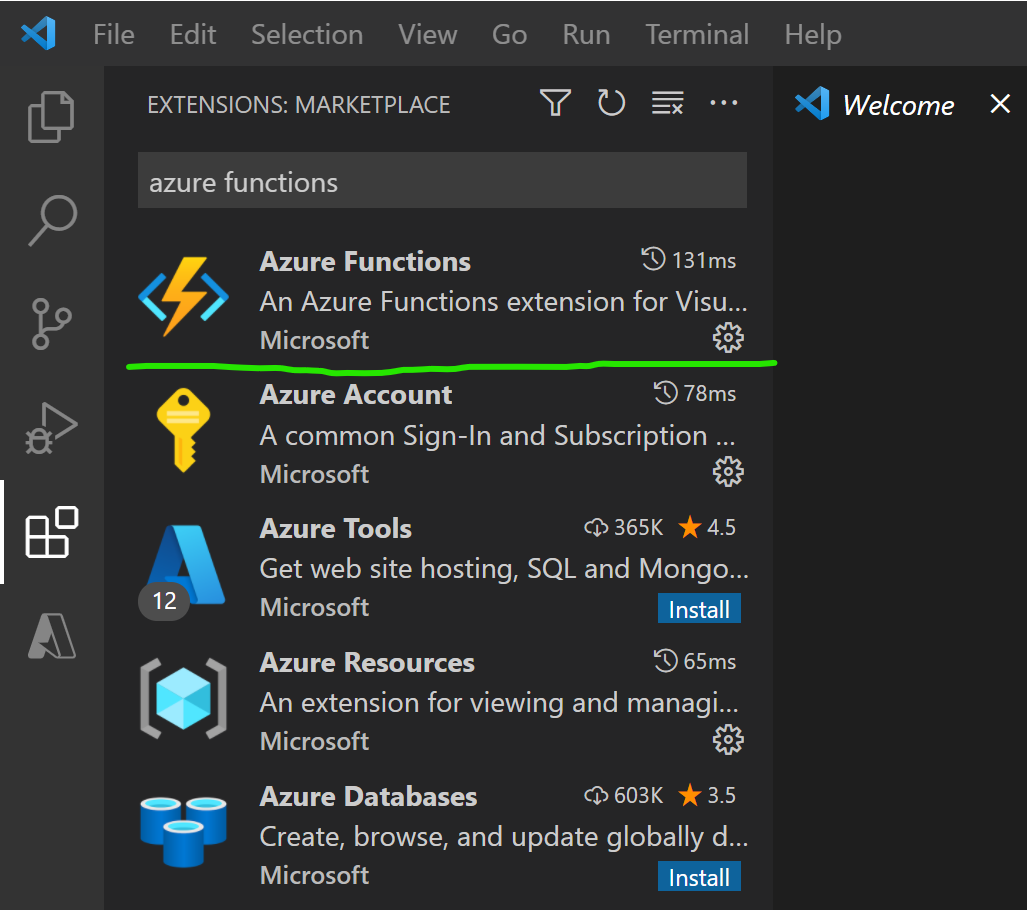 File Edit Selection View Go Run Terminal Help
EXTENSIONS: MARKETPLACE
Welcome
azure functions
Azure Functions 131ms
An Azure Functions extension for Visu...
Microsoft
Azure Account 78ms
A common Sign-In and Subscription ...
Microsoft
Azure Tools 365K 4.5
Get web site hosting, SQL and Mongo...
12
Microsoft Install
Azure Resources 65ms
An extension for viewing and managi...
Microsoft
Azure Databases 603K 3.5
Create, browse, and update globally d...
Microsoft Install